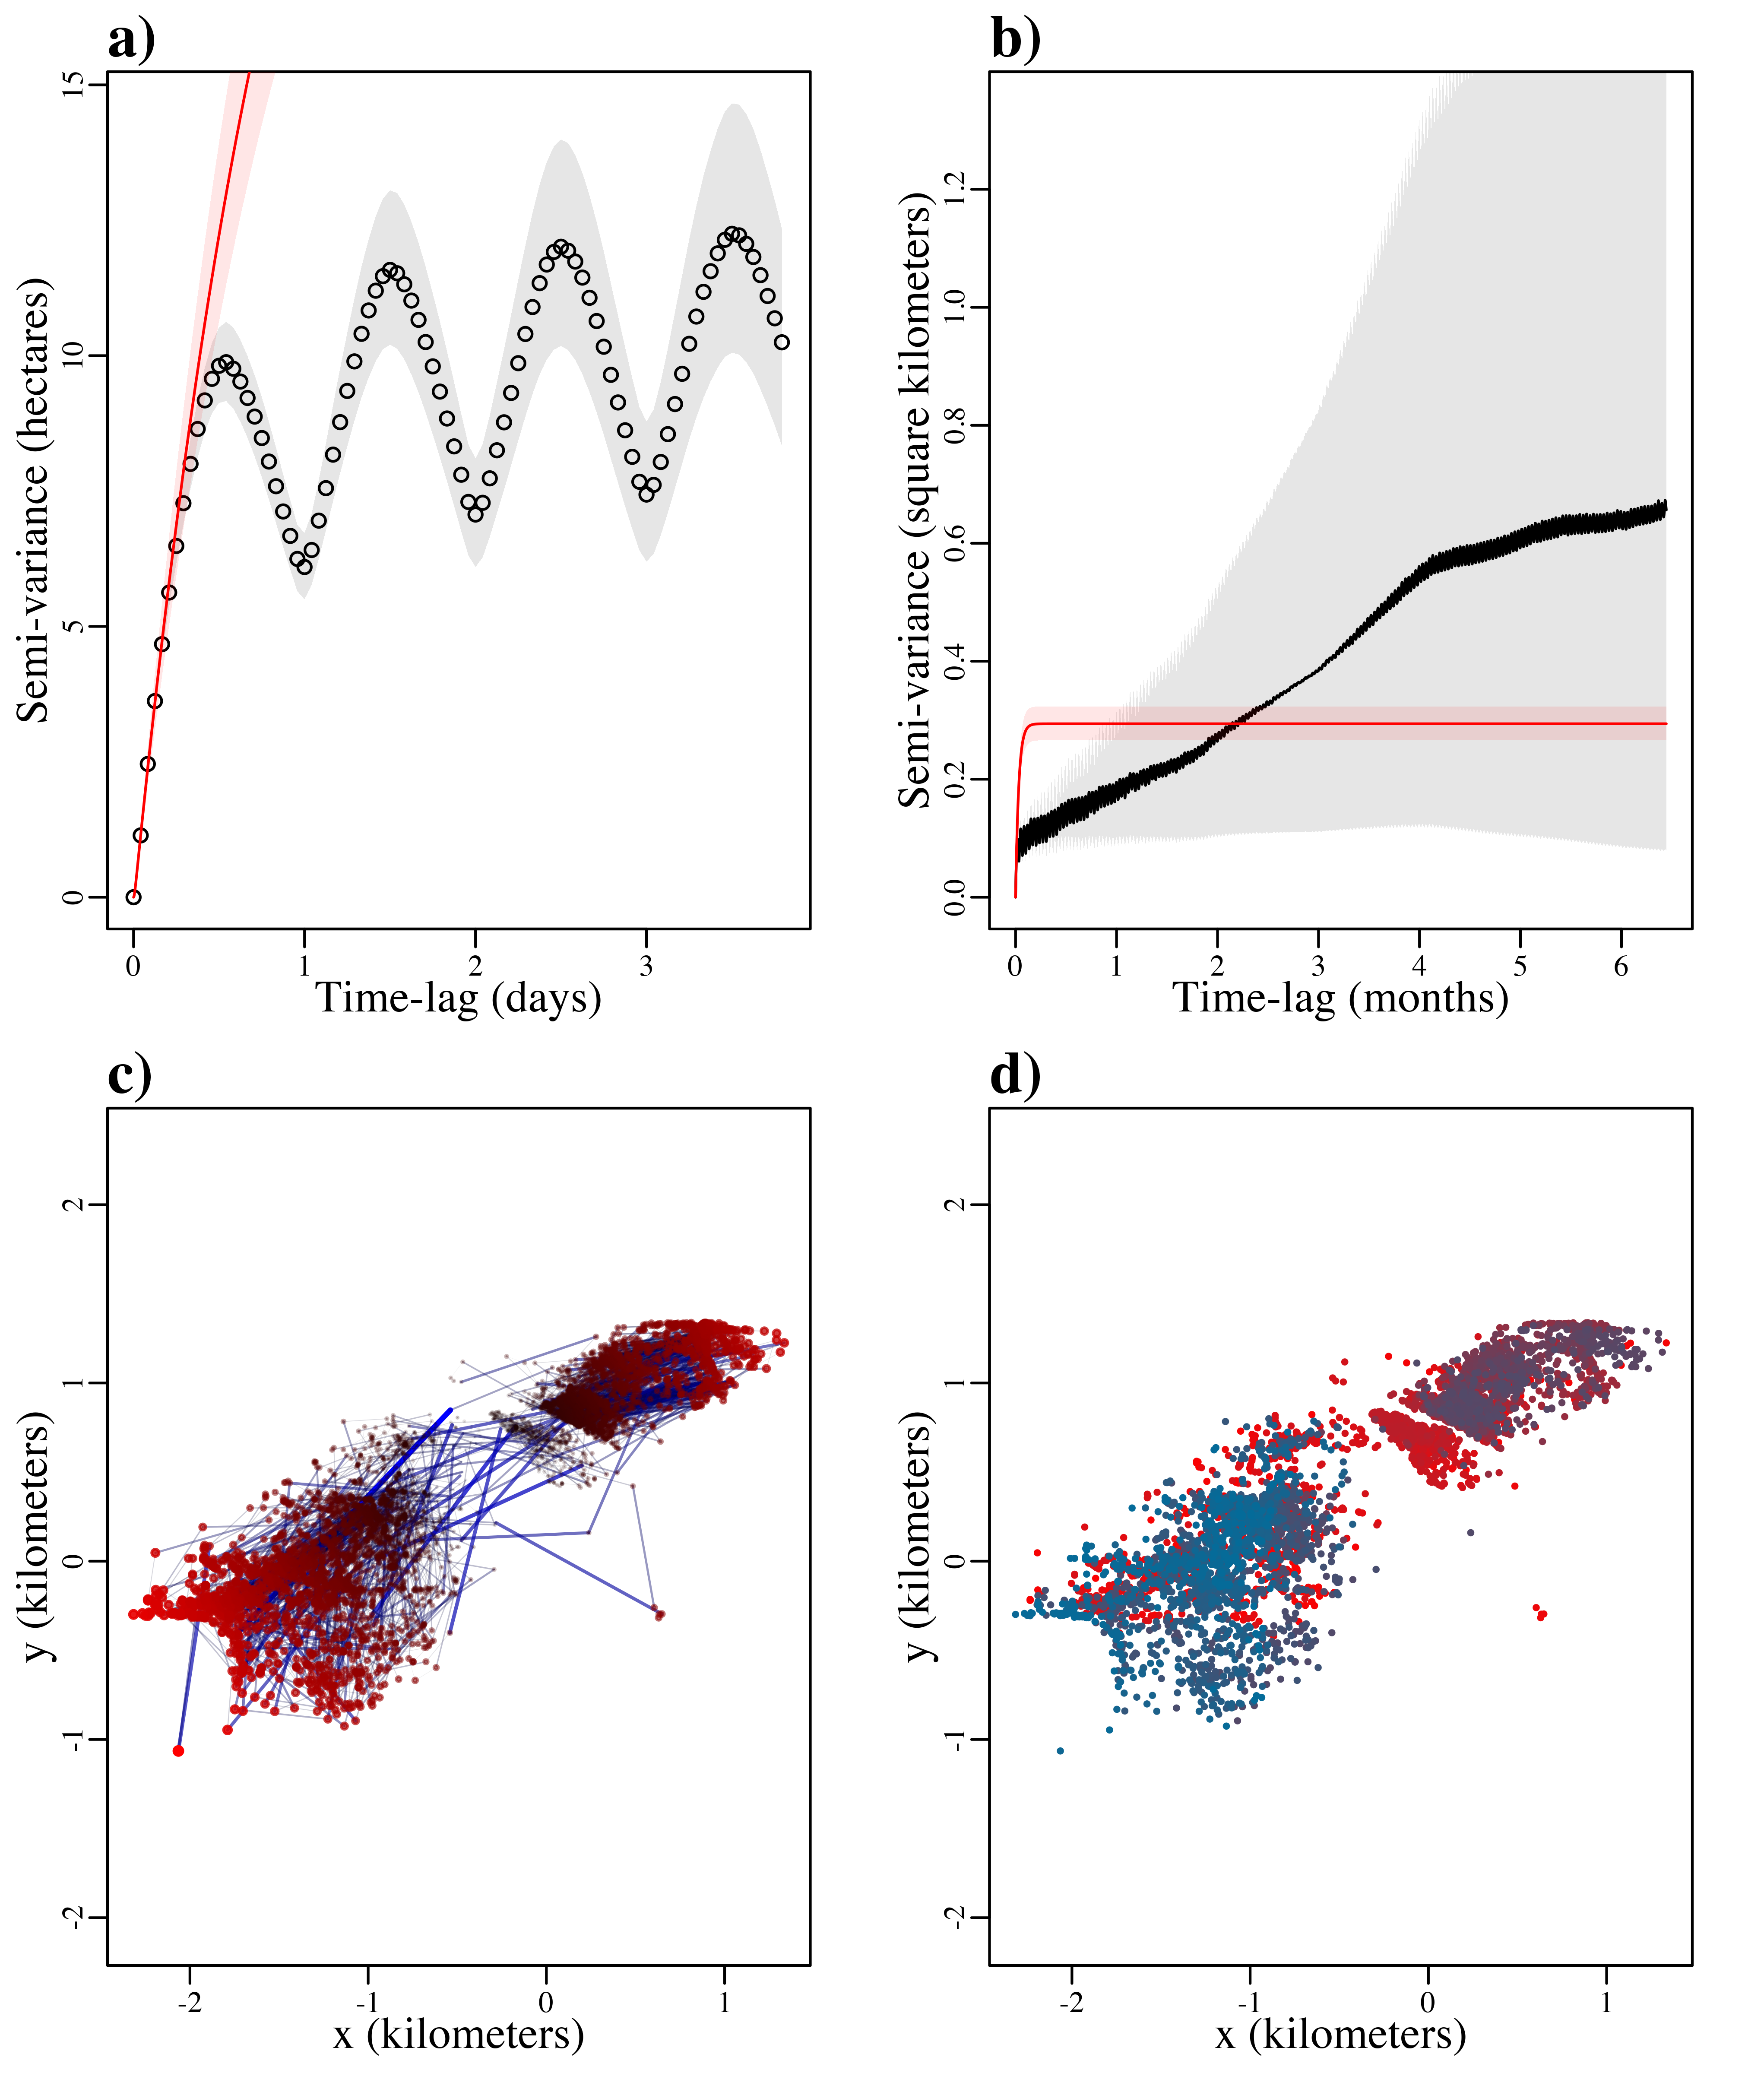 a)
Semi-variance (hectares)
15
10
5
0
0 1 2 3
Time-lag (days)
b)
Semi-variance (square kilometers)
1.2
1.0
0.8
0.6
0.4
0.2
0.0
0 1 2 3 4 5 6
Time-lag (months)
c)
y (kilometers)
2
1
0
-1
-2
-2 -1 0 1
x (kilometers)
d)
y (kilometers)
2
1
0
-1
-2
-2 -1 0 1
x (kilometers)